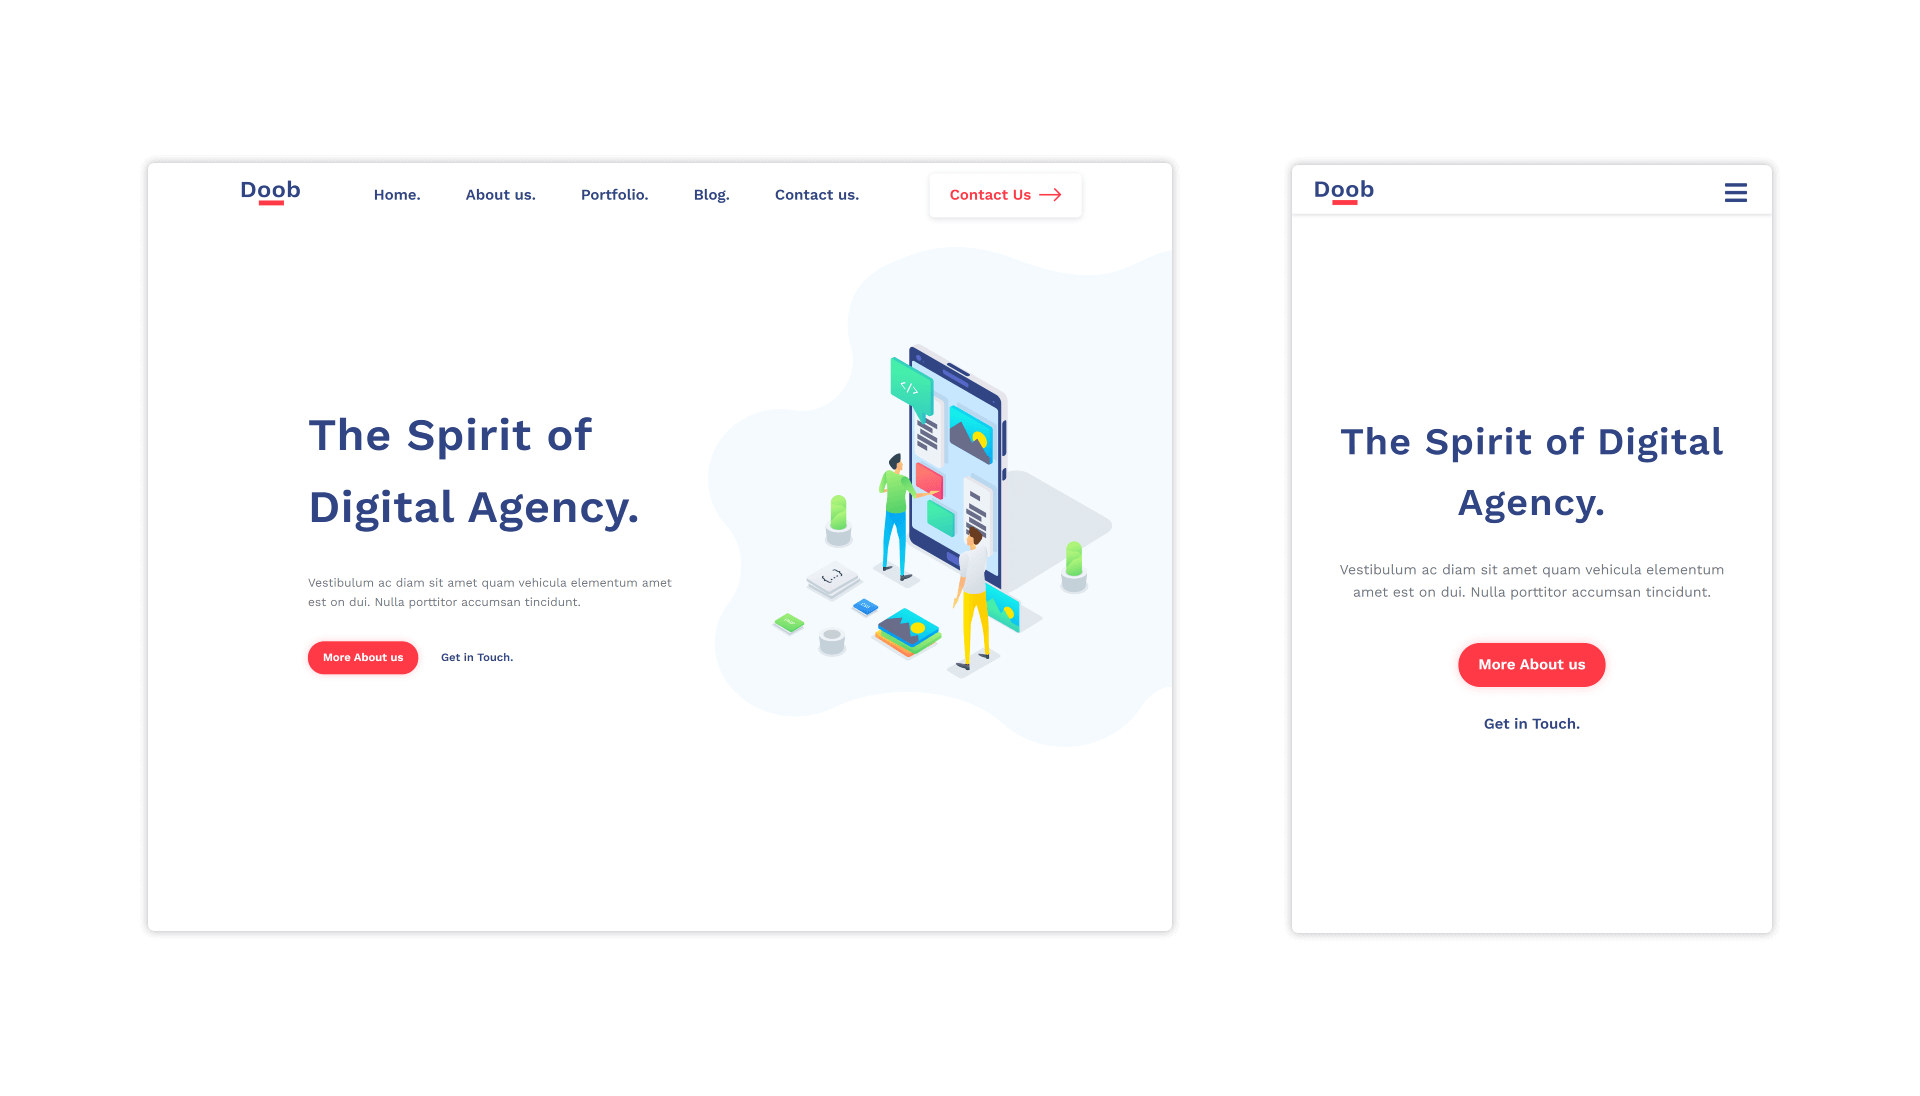 Doob
Home. About us. Portfolio. Blog. Contact us. Contact Us
The Spirit of
Digital Agency.
Vestibulum ac diam sit amet quam vehicula elementum amet
est on dui. Nulla porttitor accumsan tincidunt.
More About us Get in Touch.
</>
{...}
Doob
The Spirit of Digital
Agency.
Vestibulum ac diam sit amet quam vehicula elementum
amet est on dui. Nulla porttitor accumsan tincidunt.
More About us
Get in Touch.